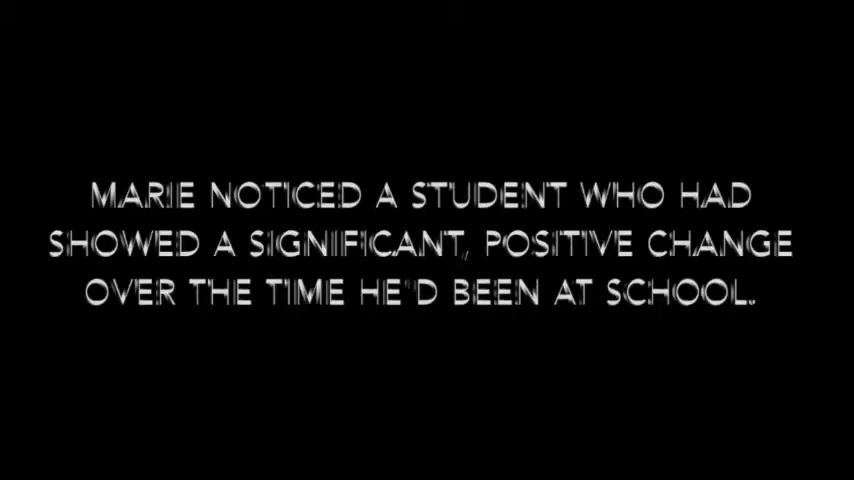 MARIE NOTICED A STUDENT WHO HAD
SHOWED A SIGNIFICANT, POSITIVE CHANGE
OVER THE TIME HE'D BEEN AT SCHOOL.